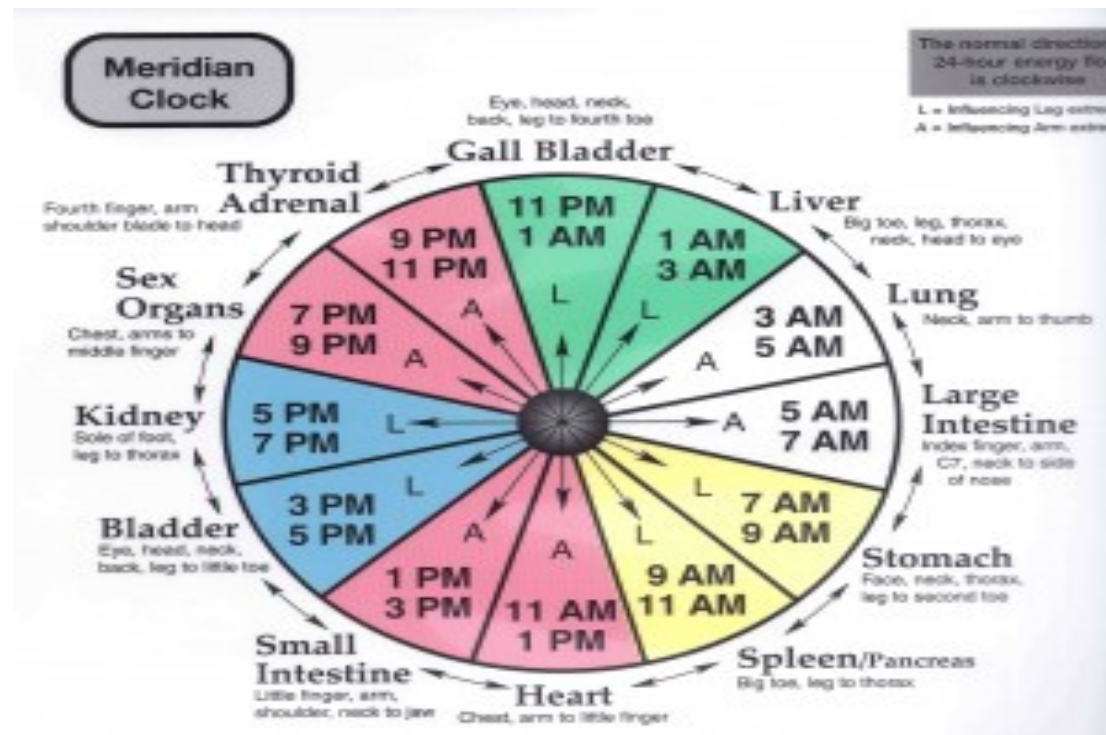 Meridian
Clock
The normal direction
24-hour energy flo
is clockwise
L = Influencing Leg extre
A = Influencing Arm extre
Eye, head, neck,
back, leg to fourth toe
Gall Bladder
11 PM
1 AM
L
Liver
Big toe, leg, thorax,
neck, head to eye
1 AM
3 AM
L
Lung
Neck, arm to thumb
3 AM
5 AM
A
Large
Intestine
Index finger, arm,
C7, neck to side
of nose
5 AM
7 AM
A
Stomach
Face, neck, thorax,
leg to second toe
7 AM
9 AM
L
Spleen/Pancreas
Big toe, leg to thorax
9 AM
11 AM
L
Heart
Chest, arm to little finger
11 AM
1 PM
A
Small
Intestine
Little finger, arm,
shoulder, neck to jaw
1 PM
3 PM
A
Bladder
Eye, head, neck,
back, leg to little toe
3 PM
5 PM
L
Kidney
Sole of foot,
leg to thorax
5 PM
7 PM
L
Sex
Organs
Chest, arms to
middle finger
7 PM
9 PM
A
Thyroid
Adrenal
Fourth finger, arm
shoulder blade to head
9 PM
11 PM
A